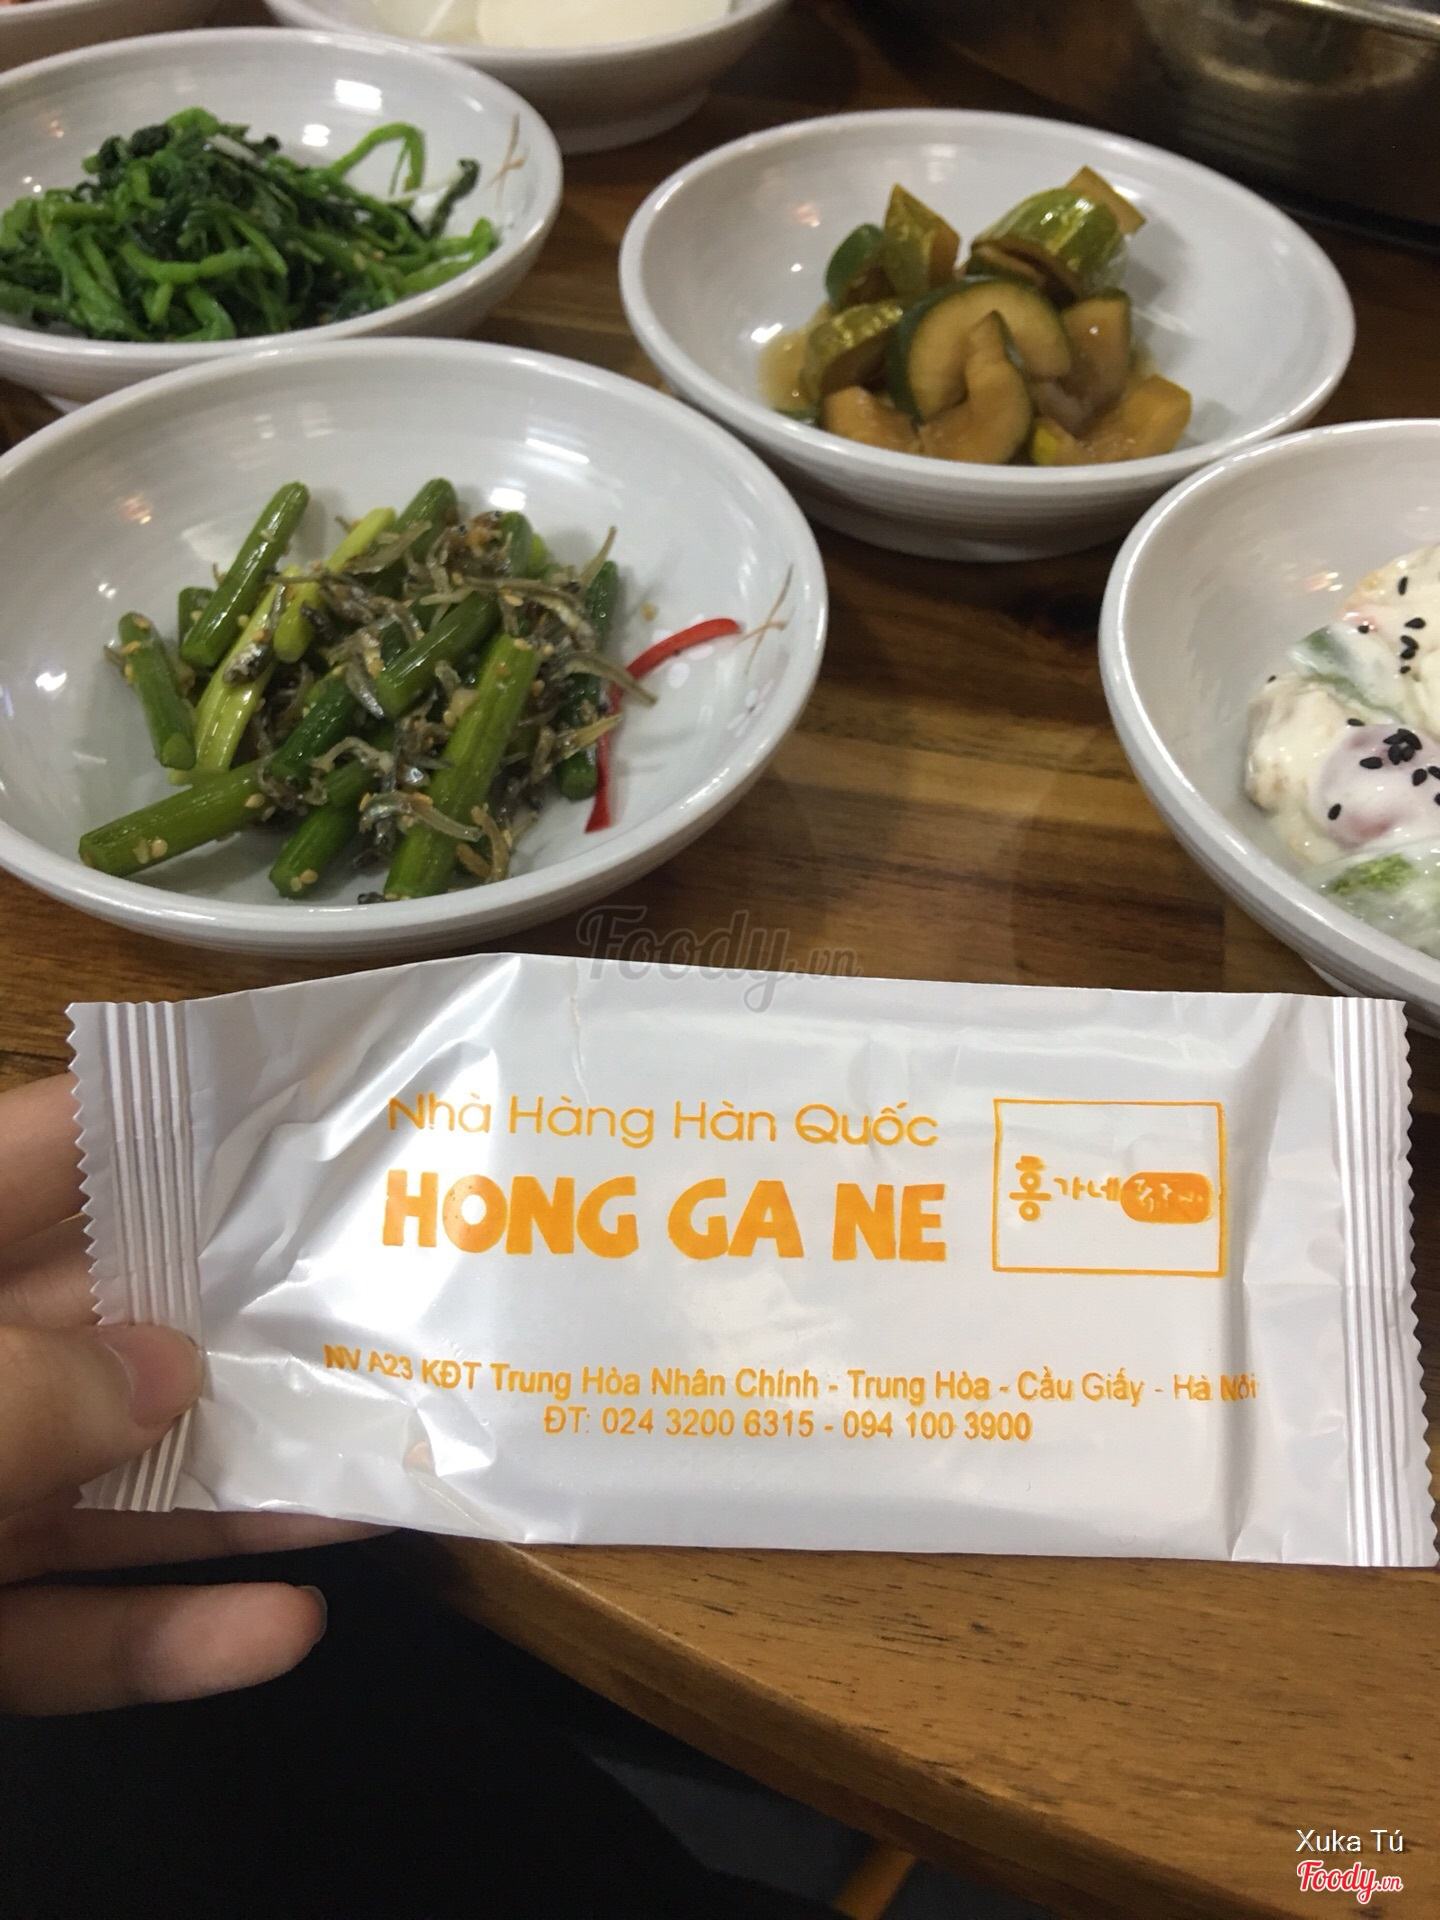 Foody.vn
Nhà Hàng Hàn Quốc
HONG GA NE
홍가네
NV A23 KĐT Trung Hòa Nhân Chính - Trung Hòa - Cầu Giấy - Hà Nội
ĐT: 024 3200 6315 - 094 100 3900
Xuka Tú
Foody.vn